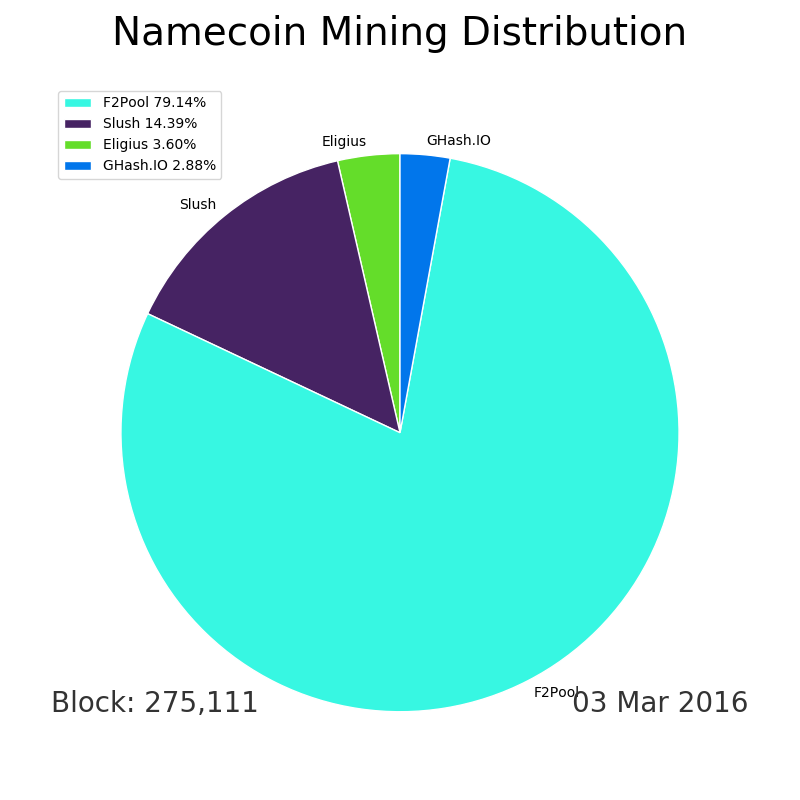 Namecoin Mining Distribution
F2Pool 79.14%
Slush 14.39%
Eligius 3.60%
GHash.IO 2.88%
Eligius
GHash.IO
Slush
F2Pool
Block: 275,111
03 Mar 2016